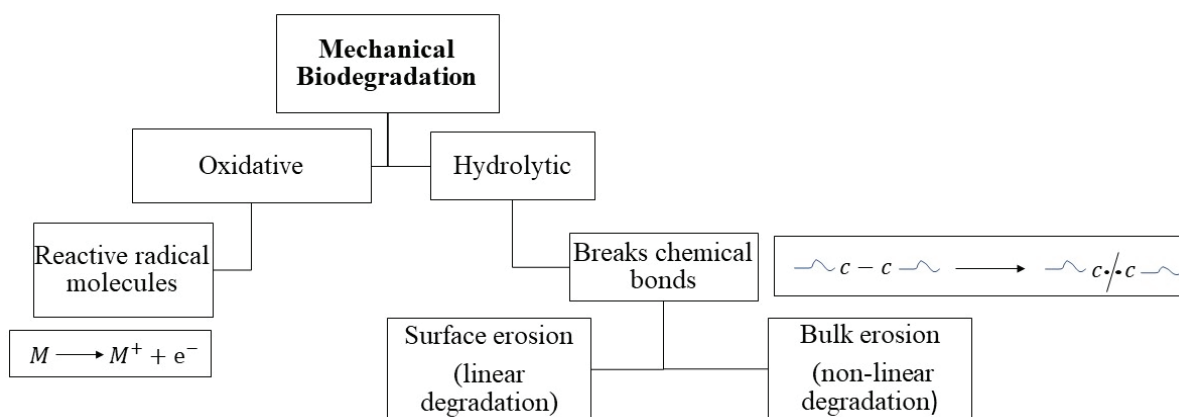 Mechanical
Biodegradation
Oxidative
Hydrolytic
Reactive radical
molecules
Breaks chemical
bonds
c − c ⟶ c·/·c
M ⟶ M⁺ + e⁻
Surface erosion
(linear
degradation)
Bulk erosion
(non-linear
degradation)